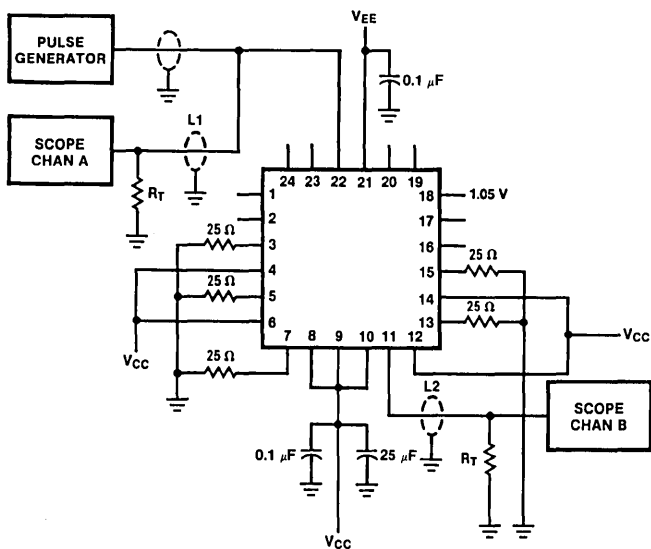 VEE
PULSE
GENERATOR
0.1 μF
L1
SCOPE
CHAN A
RT
24 23 22 21 20 19
1
2
3
4
5
6
18
17
16
15
14
13
1.05 V
25 Ω
25 Ω
25 Ω
25 Ω
25 Ω
7 8 9 10 11 12
VCC
VCC
L2
SCOPE
CHAN B
RT
0.1 μF
25 μF
VCC